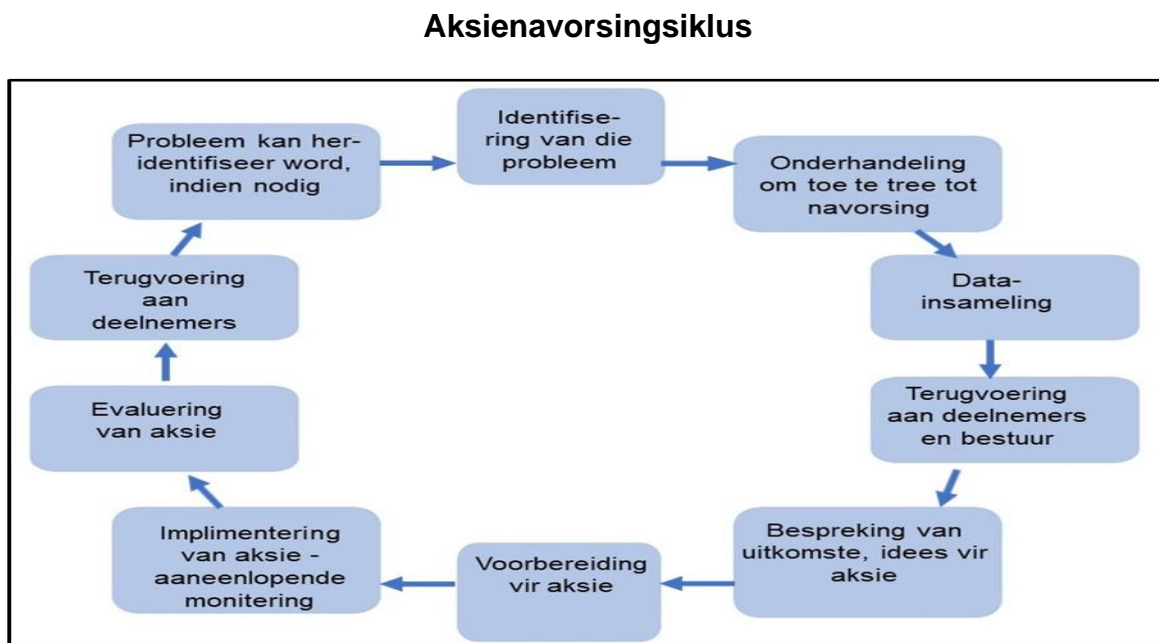 Aksienavorsingsiklus
Identifise-
ring van die
probleem
Onderhandeling
om toe te tree tot
navorsing
Data-
insameling
Terugvoering
aan deelnemers
en bestuur
Bespreking van
uitkomste, idees vir
aksie
Voorbereiding
vir aksie
Implimentering
van aksie -
aaneenlopende
monitering
Evaluering
van aksie
Terugvoering
aan
deelnemers
Probleem kan her-
identifiseer word,
indien nodig